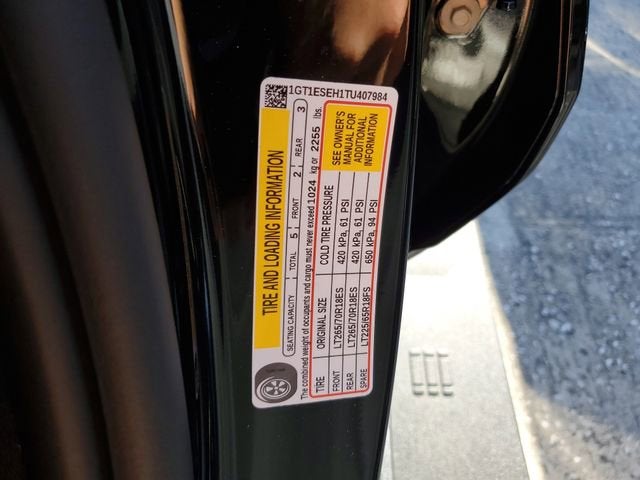 1GT1ESEH1TU407984
TIRE AND LOADING INFORMATION
SEATING CAPACITY TOTAL 5 FRONT 2 REAR 3
The combined weight of occupants and cargo must never exceed 1024 kg or 2255 lbs.
TIRE ORIGINAL SIZE COLD TIRE PRESSURE
FRONT LT265/70R18ES 420 kPa, 61 PSI
REAR LT265/70R18ES 420 kPa, 61 PSI
SPARE LT225/65R18FS 650 kPa, 94 PSI
SEE OWNER'S
MANUAL FOR
ADDITIONAL
INFORMATION